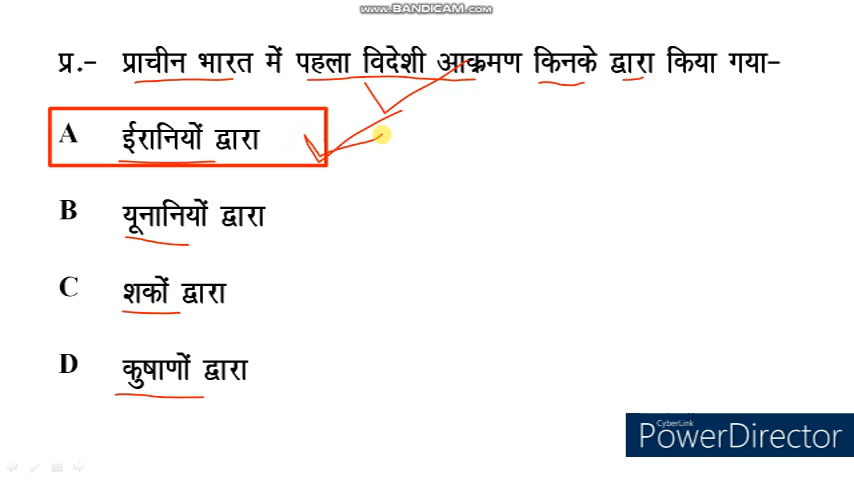 WWW.BANDICAM.COM
प्र.- प्राचीन भारत में पहला विदेशी आक्रमण किनके द्वारा किया गया-
A ईरानियों द्वारा
B यूनानियों द्वारा
C शकों द्वारा
D कुषाणों द्वारा
CyberLink
PowerDirector